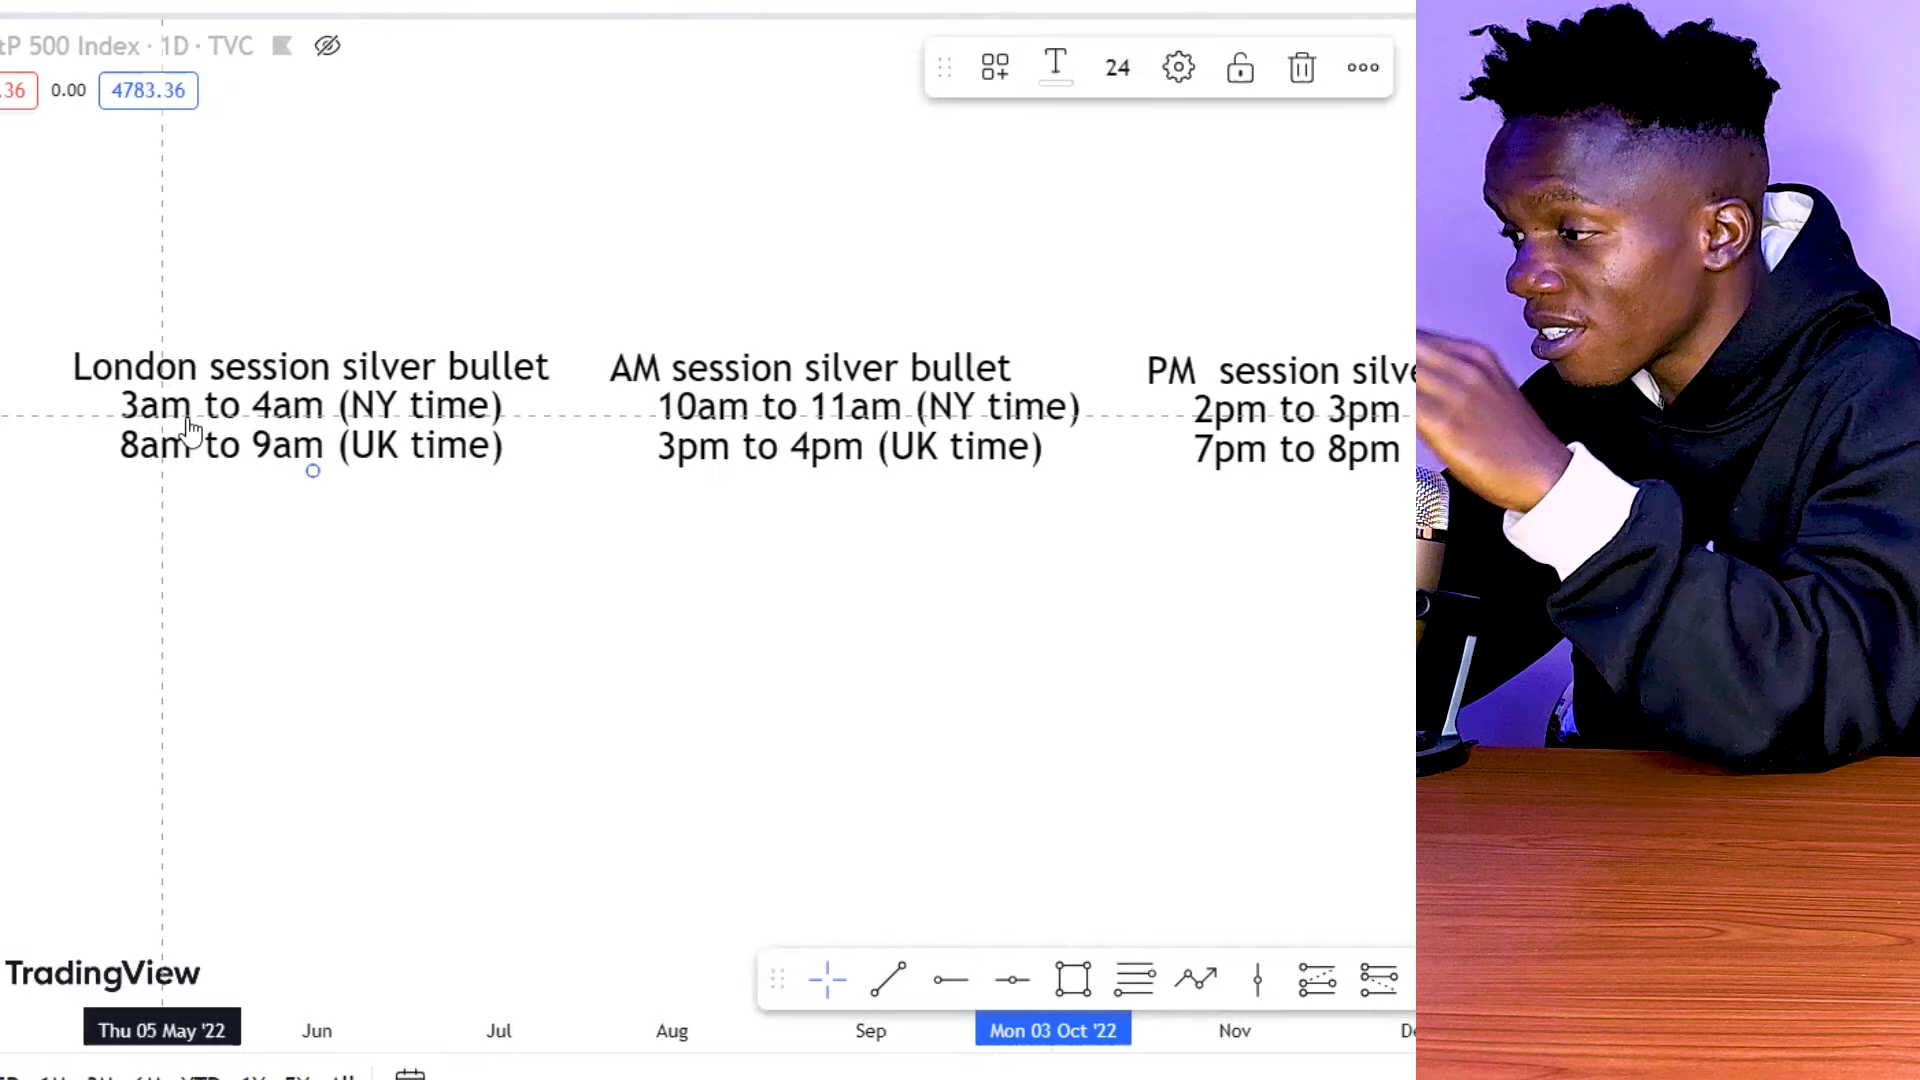 500 Index · 1D · TVC
.36 0.00 4783.36
24
London session silver bullet
3am to 4am (NY time)
8am to 9am (UK time)
AM session silver bullet
10am to 11am (NY time)
3pm to 4pm (UK time)
PM session
2pm to 3pm
7pm to 8pm
TradingView
Thu 05 May '22 Jun Jul Aug Sep Mon 03 Oct '22 Nov